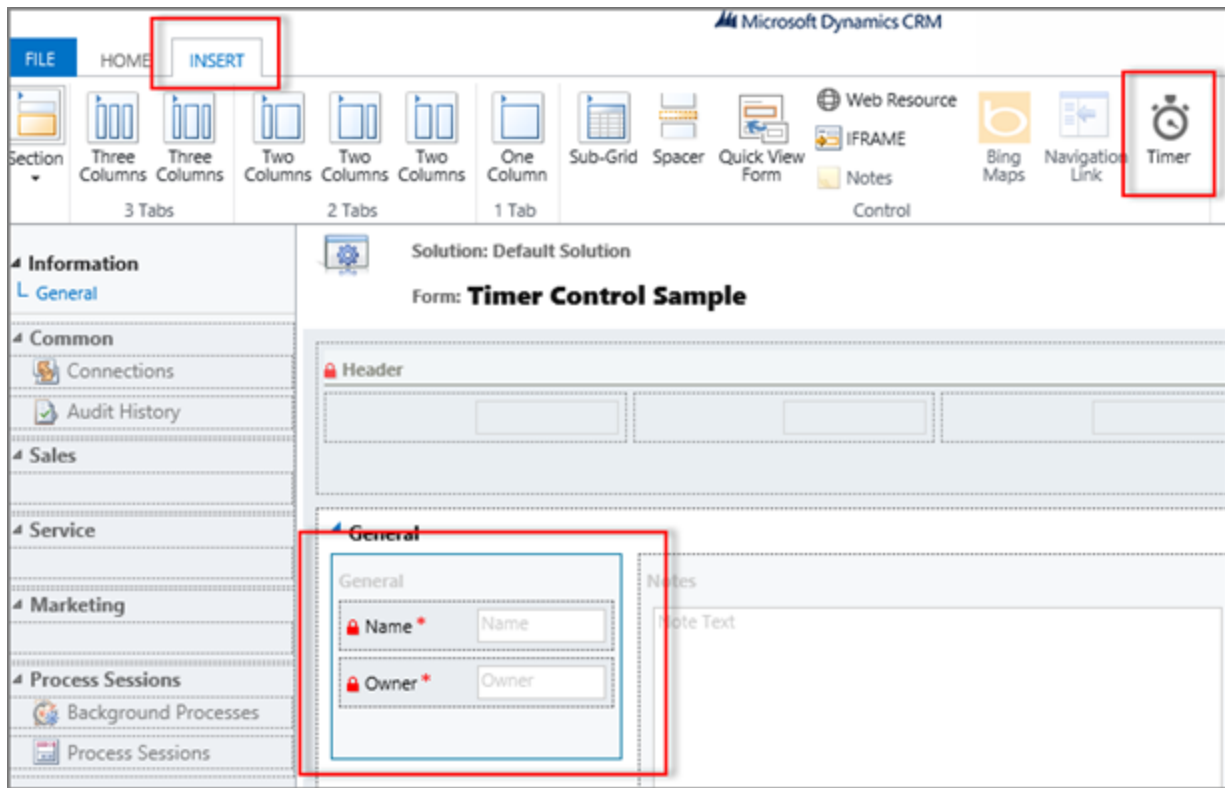 Microsoft Dynamics CRM
FILE HOME INSERT
Section Three Columns Three Columns Two Columns Two Columns Two Columns One Column Sub-Grid Spacer Quick View Form Web Resource IFRAME Notes Bing Maps Navigation Link Timer
3 Tabs 2 Tabs 1 Tab Control
Information
General
Common
Connections
Audit History
Sales
Service
Marketing
Process Sessions
Background Processes
Process Sessions
Solution: Default Solution
Form: Timer Control Sample
Header
General
General
Name * Name
Owner * Owner
Notes
Note Text